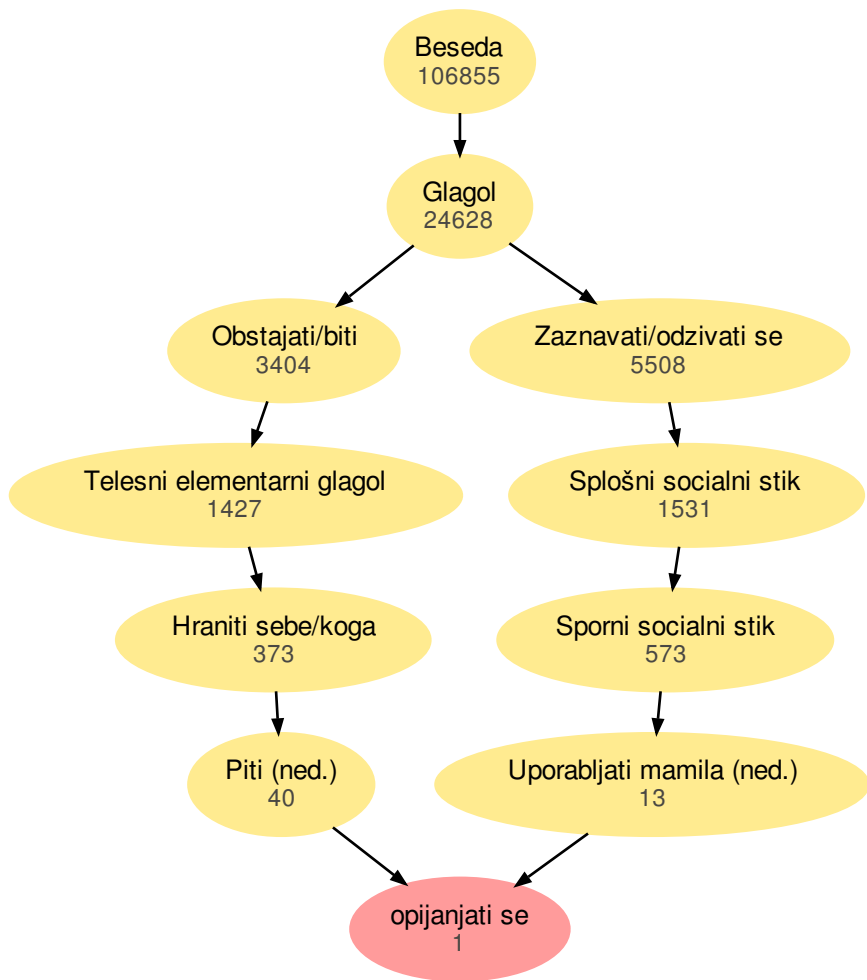 Beseda
106855
Glagol
24628
Obstajati/biti
3404
Zaznavati/odzivati se
5508
Telesni elementarni glagol
1427
Splošni socialni stik
1531
Hraniti sebe/koga
373
Sporni socialni stik
573
Piti (ned.)
40
Uporabljati mamila (ned.)
13
opijanjati se
1